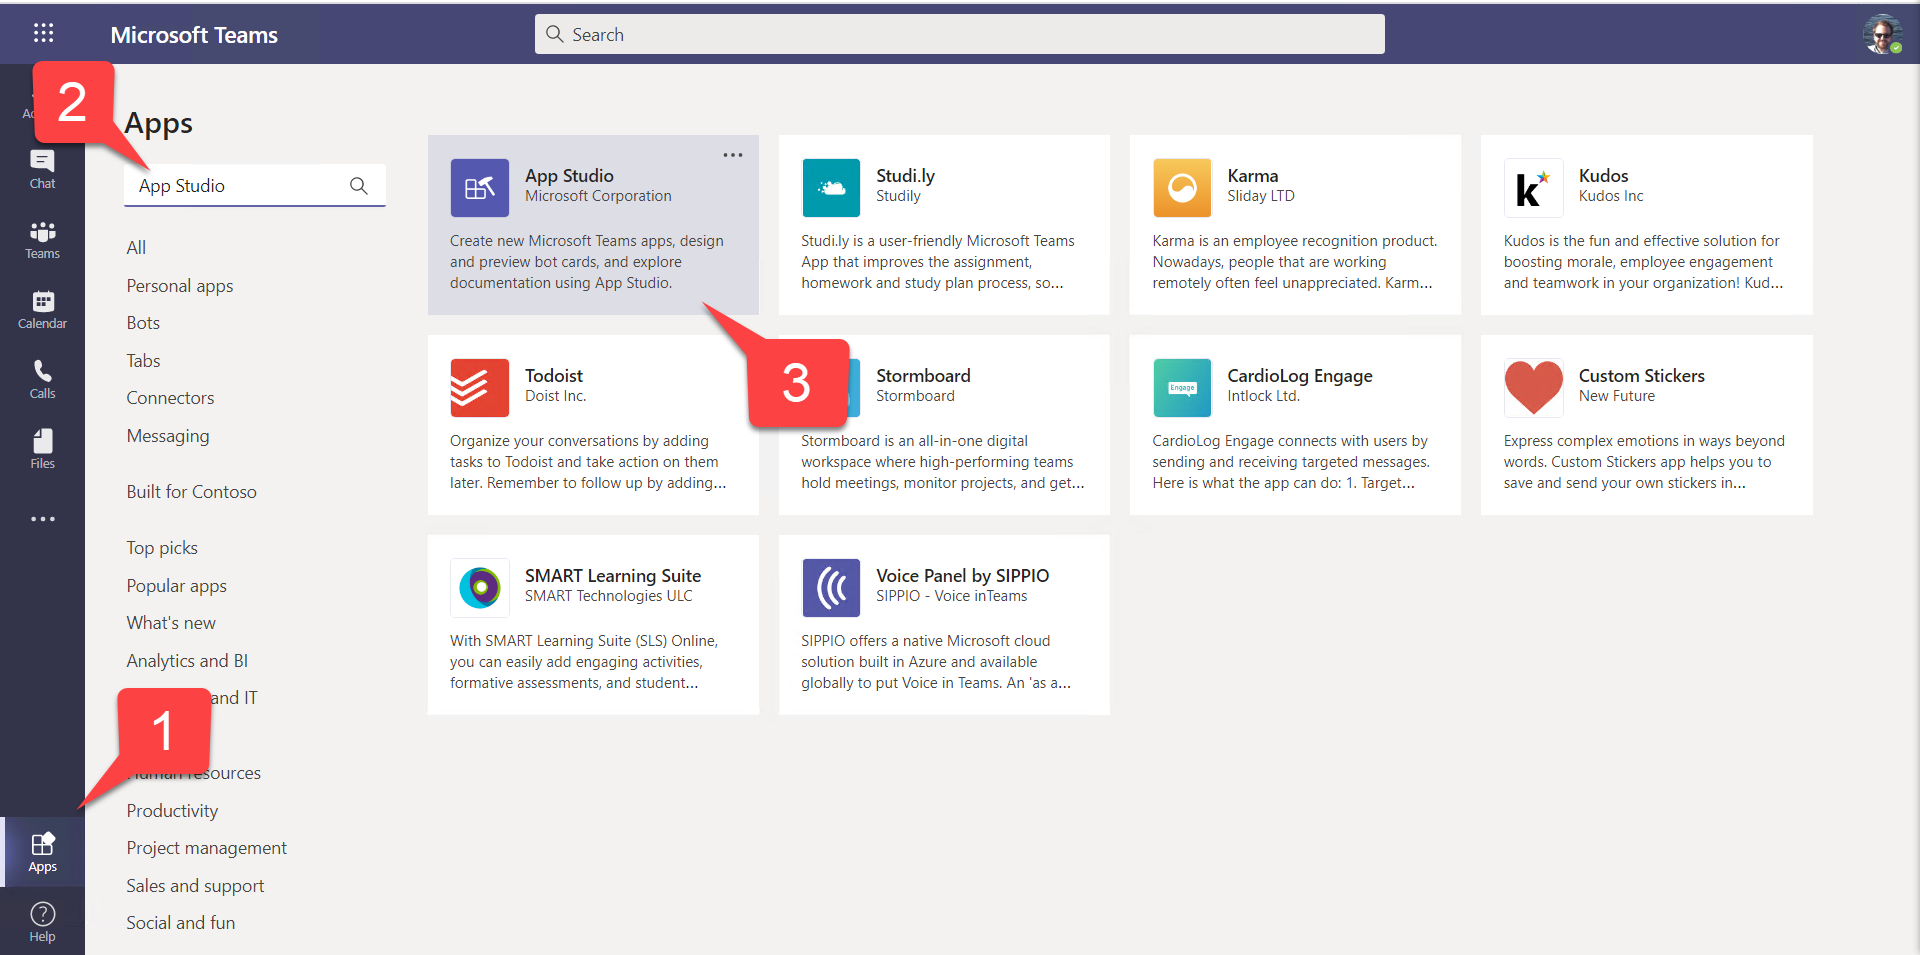 Microsoft Teams
Search
2
Chat
Teams
Calendar
Calls
Files
Apps
Help
Apps
App Studio
All
Personal apps
Bots
Tabs
Connectors
Messaging
Built for Contoso
Top picks
Popular apps
What's new
Analytics and BI
and IT
1
Human resources
Productivity
Project management
Sales and support
Social and fun
App Studio
Microsoft Corporation
Create new Microsoft Teams apps, design
and preview bot cards, and explore
documentation using App Studio.
3
Studi.ly
Studily
Studi.ly is a user-friendly Microsoft Teams
App that improves the assignment,
homework and study plan process, so...
Karma
Sliday LTD
Karma is an employee recognition product.
Nowadays, people that are working
remotely often feel unappreciated. Karm...
k
Kudos
Kudos Inc
Kudos is the fun and effective solution for
boosting morale, employee engagement
and teamwork in your organization! Kud...
Todoist
Doist Inc.
Organize your conversations by adding
tasks to Todoist and take action on them
later. Remember to follow up by adding...
Stormboard
Stormboard
Stormboard is an all-in-one digital
workspace where high-performing teams
hold meetings, monitor projects, and get...
Engage
CardioLog Engage
Intlock Ltd.
CardioLog Engage connects with users by
sending and receiving targeted messages.
Here is what the app can do: 1. Target...
Custom Stickers
New Future
Express complex emotions in ways beyond
words. Custom Stickers app helps you to
save and send your own stickers in...
SMART Learning Suite
SMART Technologies ULC
With SMART Learning Suite (SLS) Online,
you can easily add engaging activities,
formative assessments, and student...
Voice Panel by SIPPIO
SIPPIO - Voice inTeams
SIPPIO offers a native Microsoft cloud
solution built in Azure and available
globally to put Voice in Teams. An 'as a...